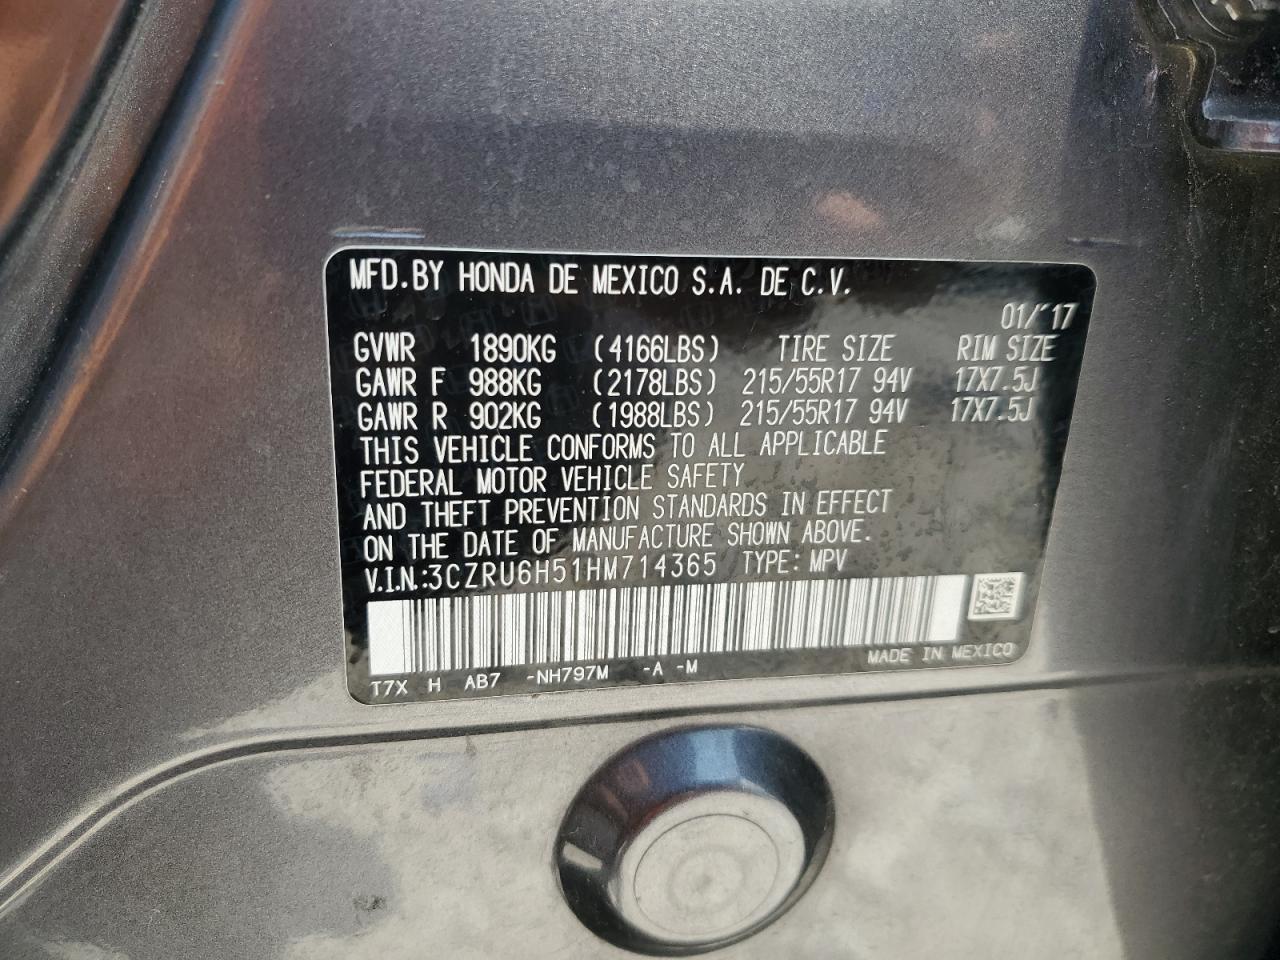 MFD.BY HONDA DE MEXICO S.A. DE C.V.
01/'17
GVWR 1890KG (4166LBS) TIRE SIZE RIM SIZE
GAWR F 988KG (2178LBS) 215/55R17 94V 17X7.5J
GAWR R 902KG (1988LBS) 215/55R17 94V 17X7.5J
THIS VEHICLE CONFORMS TO ALL APPLICABLE
FEDERAL MOTOR VEHICLE SAFETY
AND THEFT PREVENTION STANDARDS IN EFFECT
ON THE DATE OF MANUFACTURE SHOWN ABOVE.
V.I.N.:3CZRU6H51HM714365 TYPE: MPV
MADE IN MEXICO
T7X H AB7 -NH797M -A -M